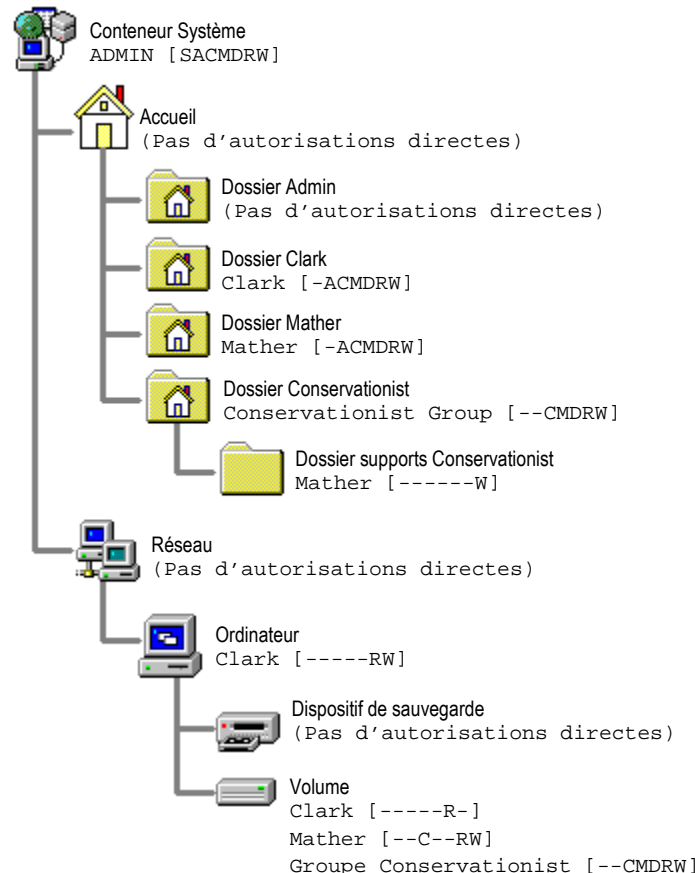 Conteneur Système
ADMIN [SACMDRW]
Accueil
(Pas d'autorisations directes)
Dossier Admin
(Pas d'autorisations directes)
Dossier Clark
Clark [-ACMDRW]
Dossier Mather
Mather [-ACMDRW]
Dossier Conservationist
Conservationist Group [--CMDRW]
Dossier supports Conservationist
Mather [------W]
Réseau
(Pas d'autorisations directes)
Ordinateur
Clark [-----RW]
Dispositif de sauvegarde
(Pas d'autorisations directes)
Volume
Clark [-----R-]
Mather [--C--RW]
Groupe Conservationist [--CMDRW]